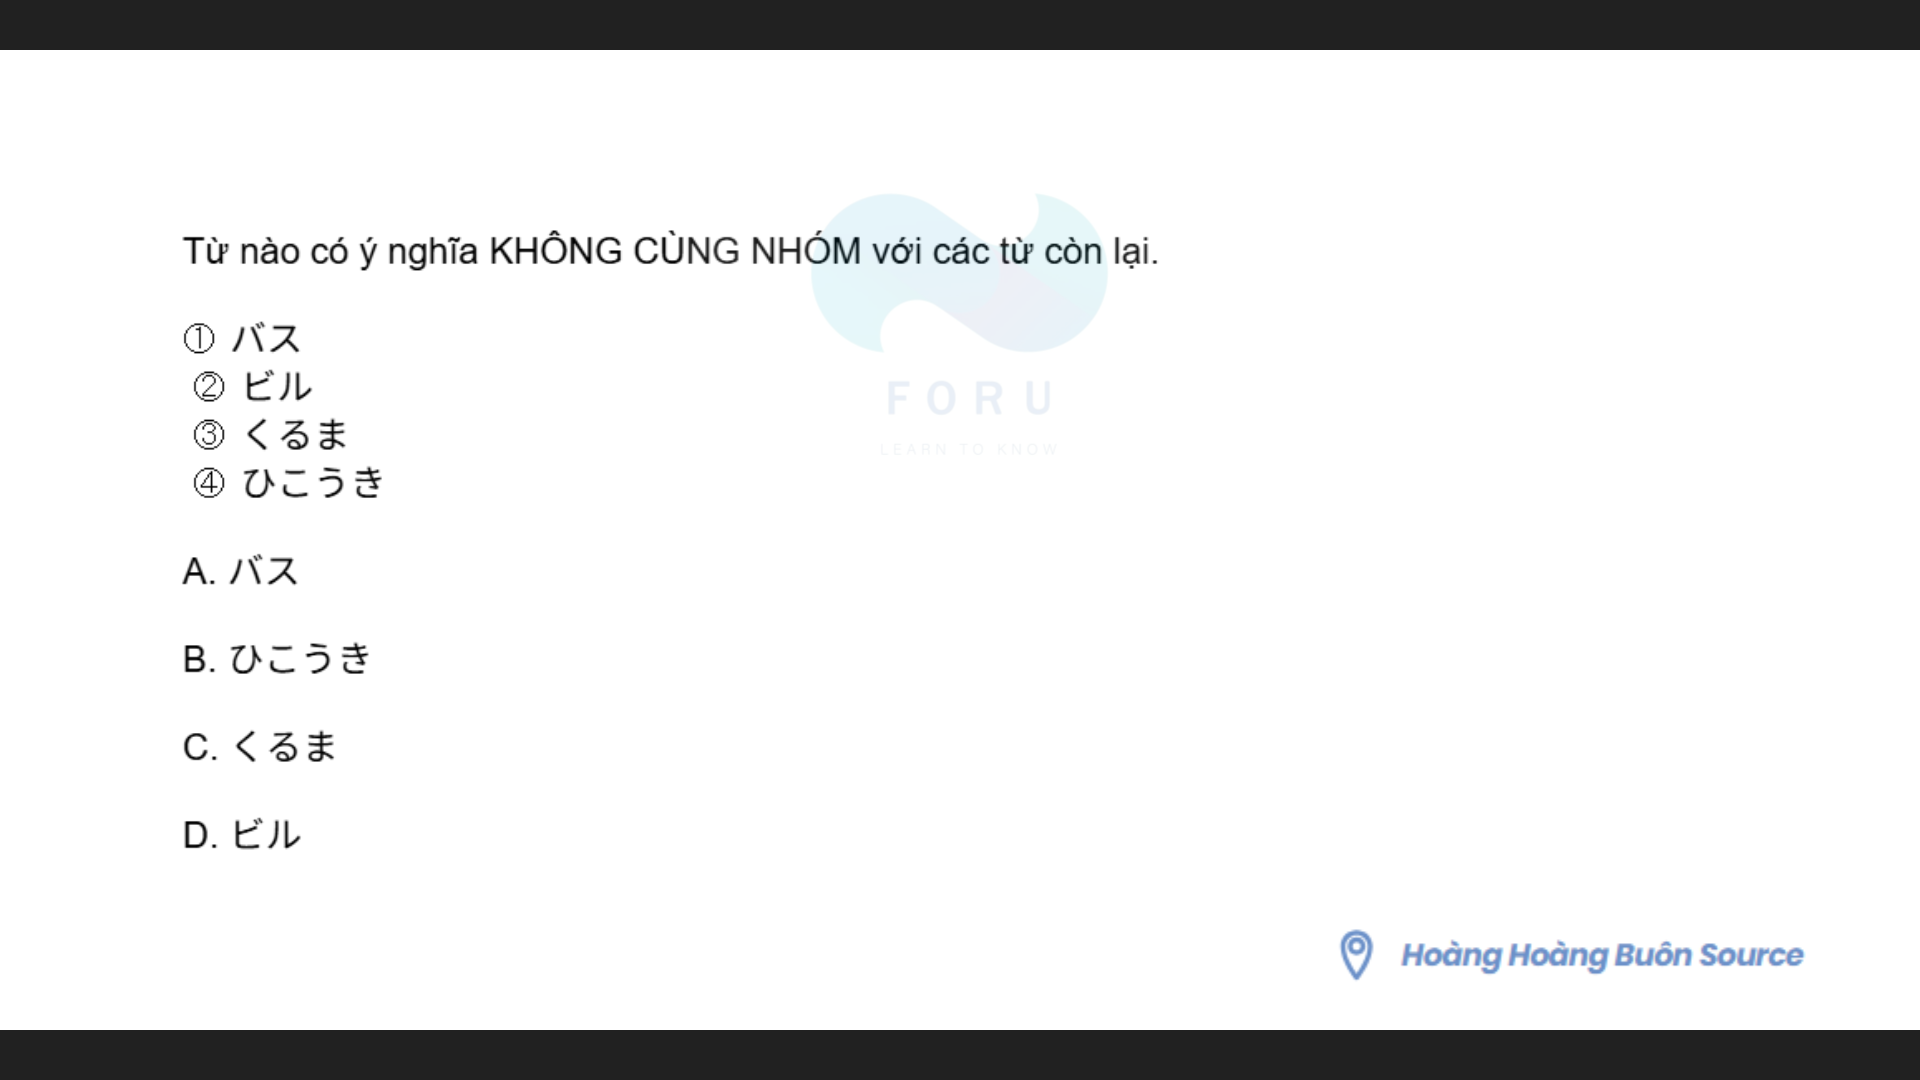 Từ nào có ý nghĩa KHÔNG CÙNG NHÓM với các từ còn lại.
① バス
② ビル
③ くるま
④ ひこうき
A. バス
B. ひこうき
C. くるま
D. ビル
FORU
LEARN TO KNOW
Hoàng Hoàng Buôn Source